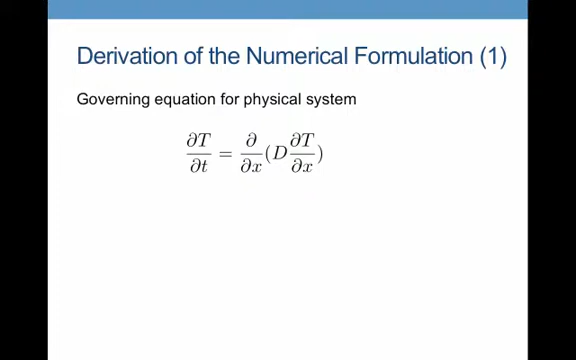 Derivation of the Numerical Formulation (1)
Governing equation for physical system
∂T/∂t = ∂/∂x (D ∂T/∂x)